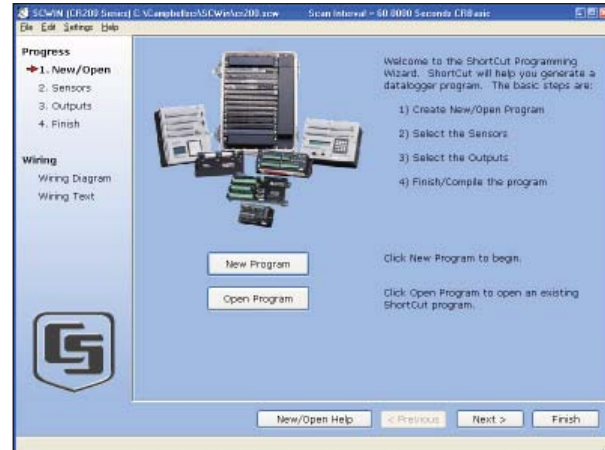 SCWIN (CR200 Series) C:\Campbellsci\SCWin\cr200.scw Scan Interval = 60.0000 Seconds CRBasic
File Edit Settings Help
Progress
1. New/Open
2. Sensors
3. Outputs
4. Finish
Wiring
Wiring Diagram
Wiring Text
Welcome to the ShortCut Programming
Wizard. ShortCut will help you generate a
datalogger program. The basic steps are:
1) Create New/Open Program
2) Select the Sensors
3) Select the Outputs
4) Finish/Compile the program
New Program
Click New Program to begin.
Open Program
Click Open Program to open an existing
ShortCut program.
New/Open Help
< Previous
Next >
Finish